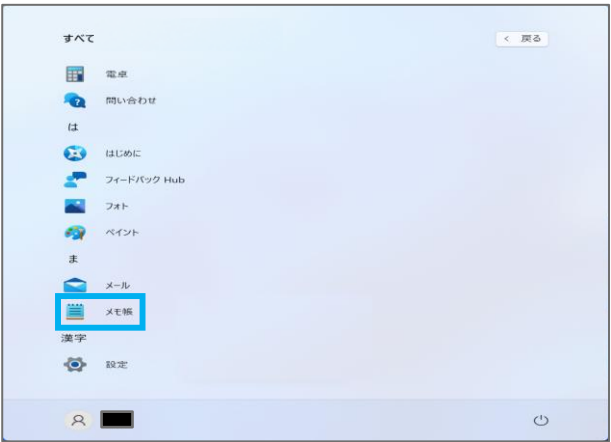 すべて
< 戻る
電卓
問い合わせ
は
はじめに
フィードバック Hub
フォト
ペイント
ま
メール
メモ帳
漢字
設定